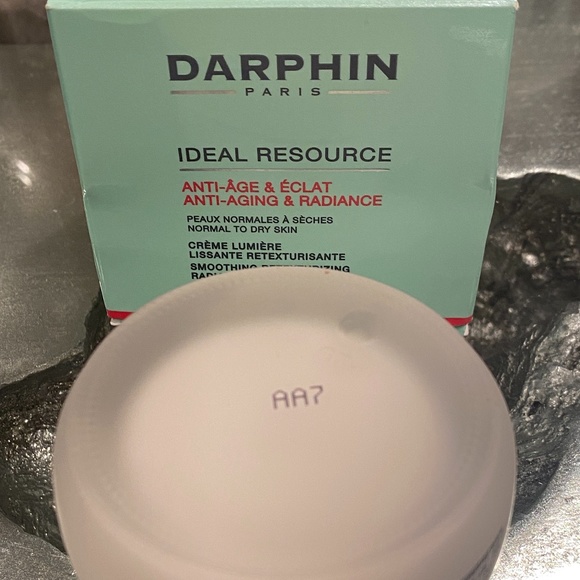 DARPHIN
PARIS
IDEAL RESOURCE
ANTI-ÂGE & ÉCLAT
ANTI-AGING & RADIANCE
PEAUX NORMALES À SÈCHES
NORMAL TO DRY SKIN
CRÈME LUMIÈRE
LISSANTE RETEXTURISANTE
SMOOTHING RETEXTURIZING
AA7